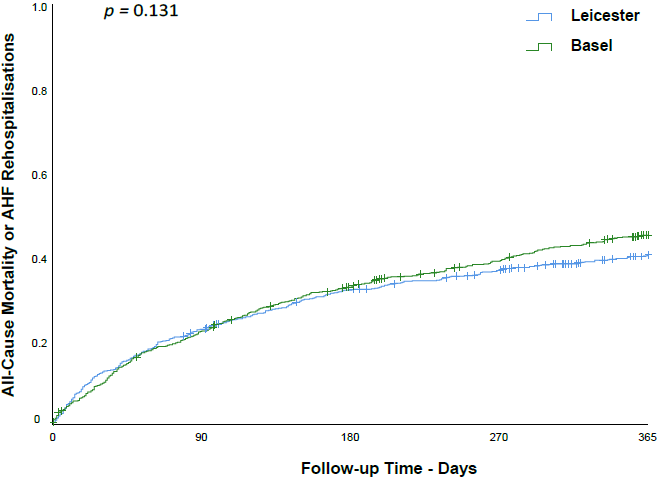 p = 0.131
Leicester
Basel
All-Cause Mortality or AHF Rehospitalisations
1.0
0.8
0.6
0.4
0.2
0
0 90 180 270 365
Follow-up Time - Days